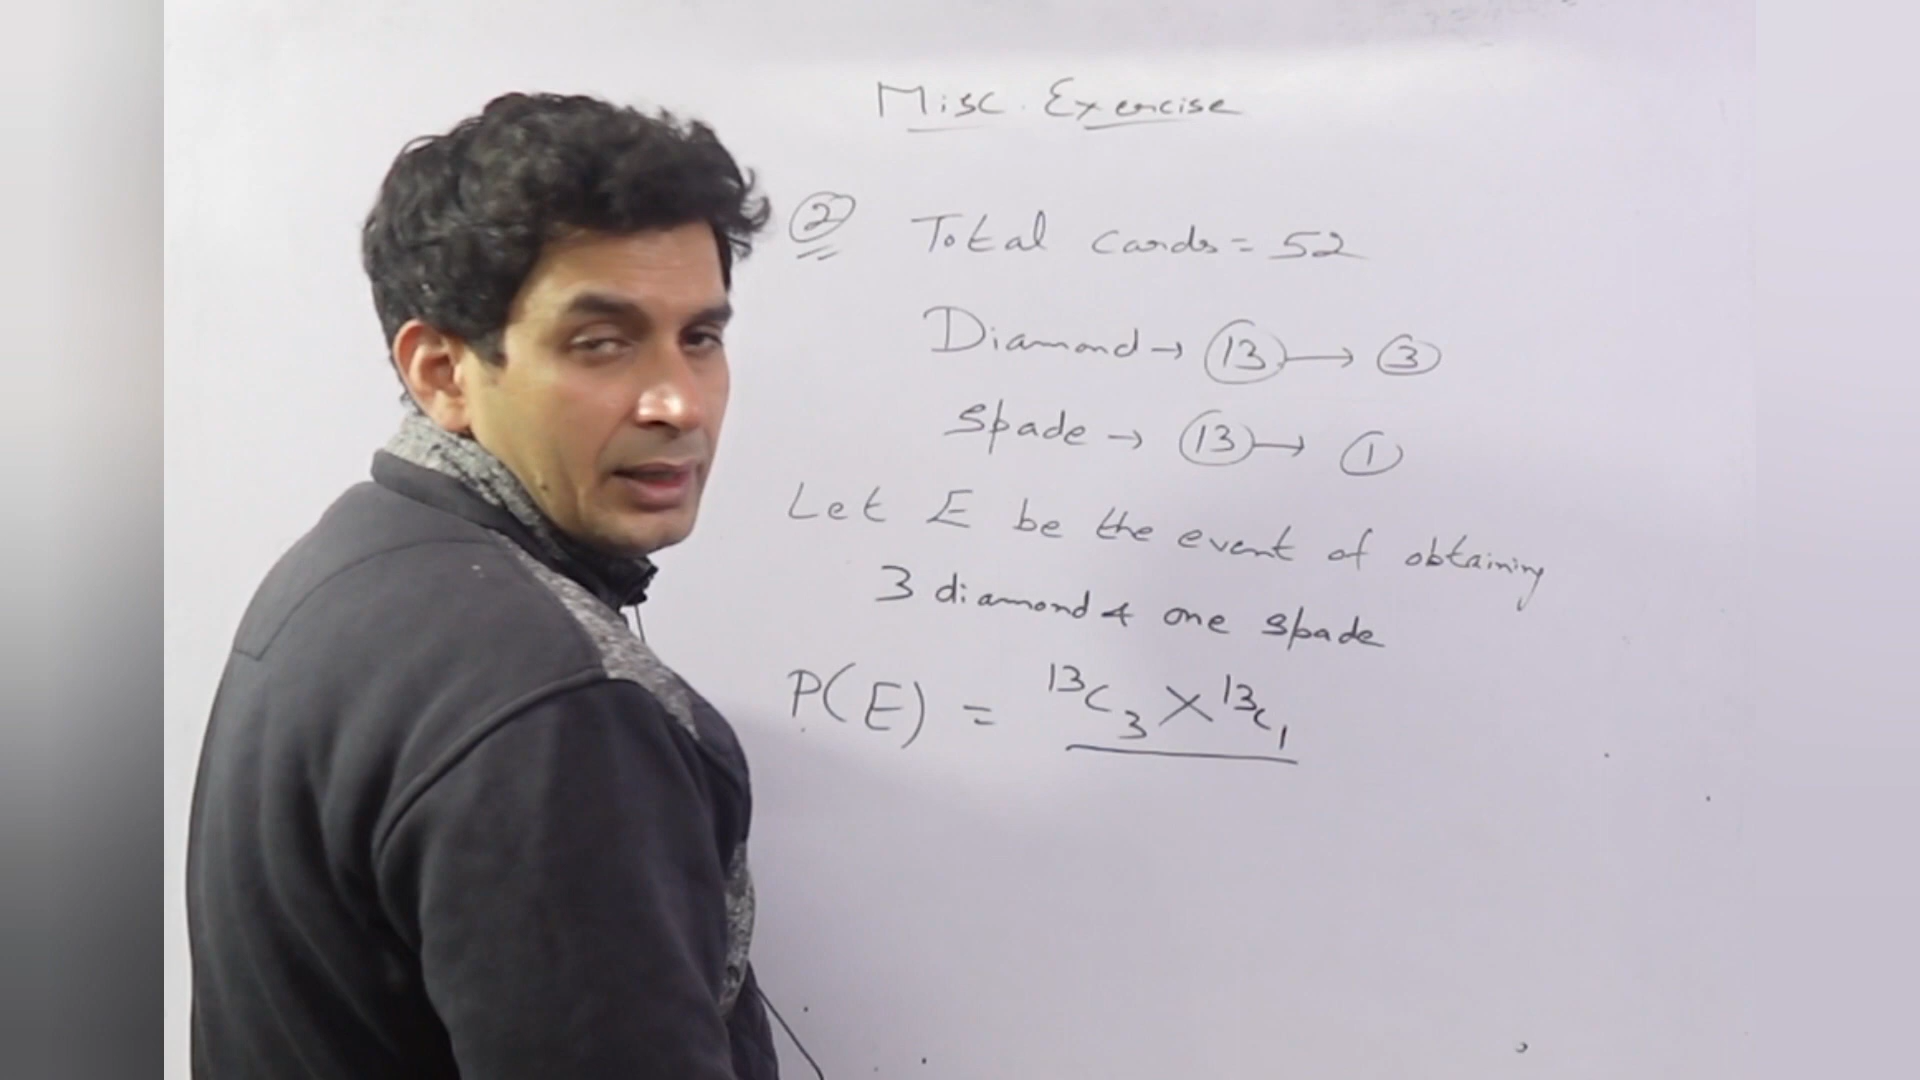 Misc. Exercise
② Total cards = 52
Diamond → ⑬ → ③
Spade → ⑬ → ①
Let E be the event of obtaining
3 diamond & one spade
P(E) = ¹³C₃ × ¹³C₁